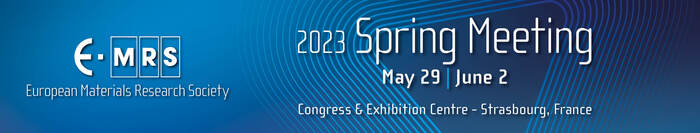 E·MRS
European Materials Research Society
2023 Spring Meeting
May 29 | June 2
Congress & Exhibition Centre - Strasbourg, France